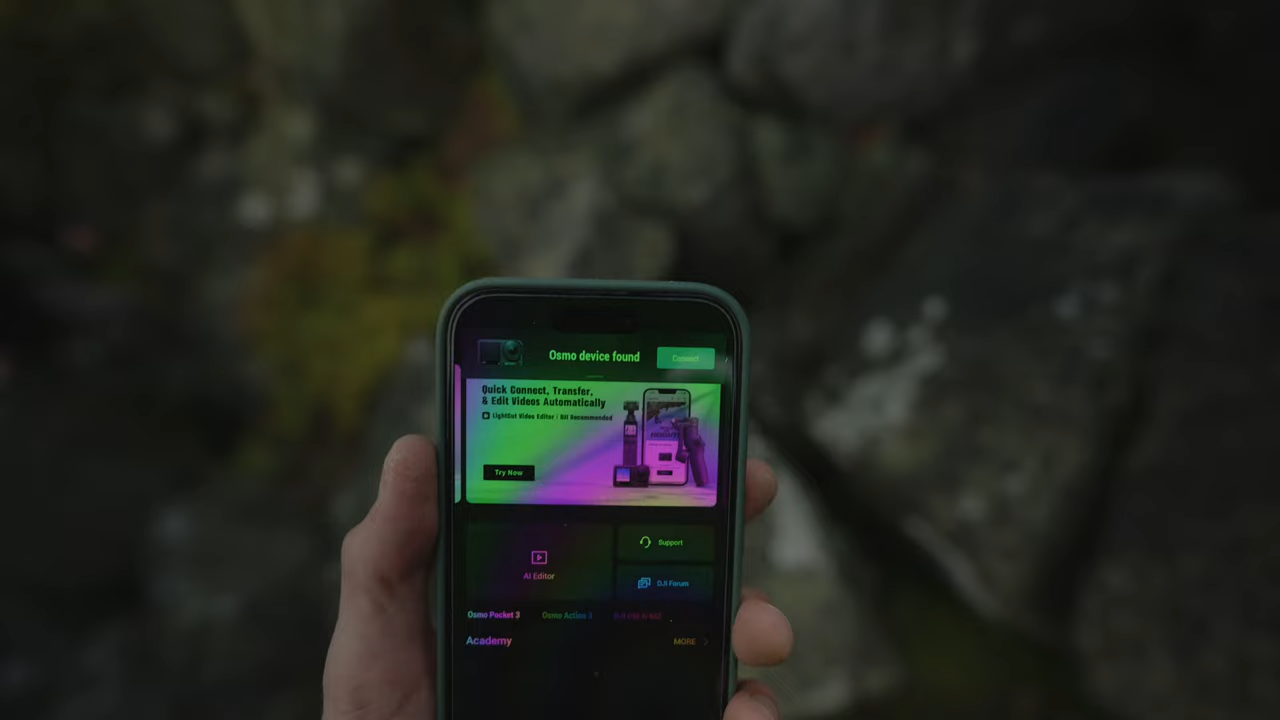 Osmo device found
Connect
Quick Connect, Transfer,
& Edit Videos Automatically
LightCut Video Editor / DJI Recommended
Try Now
Support
AI Editor
DJI Forum
Osmo Pocket 3
Osmo Action
Academy
MORE